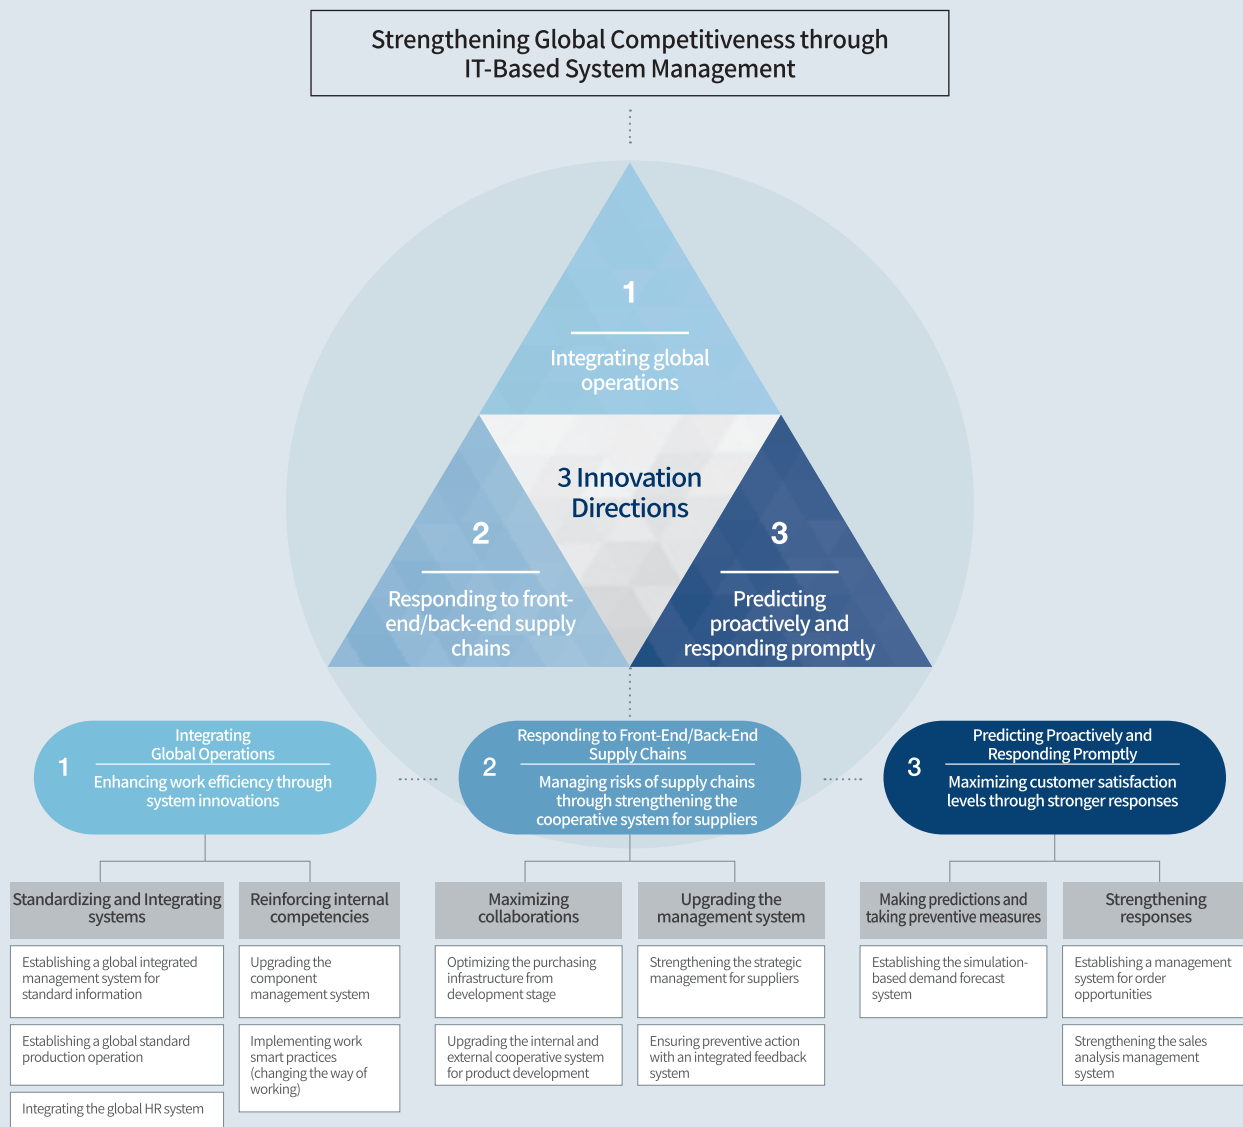 Strengthening Global Competitiveness through
IT-Based System Management
1
Integrating global
operations
3 Innovation
Directions
2
Responding to front-
end/back-end supply
chains
3
Predicting
proactively and
responding promptly
1
Integrating
Global Operations
Enhancing work efficiency through
system innovations
2
Responding to Front-End/Back-End
Supply Chains
Managing risks of supply chains
through strengthening the
cooperative system for suppliers
3
Predicting Proactively and
Responding Promptly
Maximizing customer satisfaction
levels through stronger responses
Standardizing and Integrating
systems
Establishing a global integrated
management system for
standard information
Establishing a global standard
production operation
Integrating the global HR system
Reinforcing internal
competencies
Upgrading the
component
management system
Implementing work
smart practices
(changing the way of
working)
Maximizing
collaborations
Optimizing the purchasing
infrastructure from
development stage
Upgrading the internal and
external cooperative system
for product development
Upgrading the
management system
Strengthening the strategic
management for suppliers
Ensuring preventive action
with an integrated feedback
system
Making predictions and
taking preventive measures
Establishing the simulation-
based demand forecast
system
Strengthening
responses
Establishing a management
system for order
opportunities
Strengthening the sales
analysis management
system